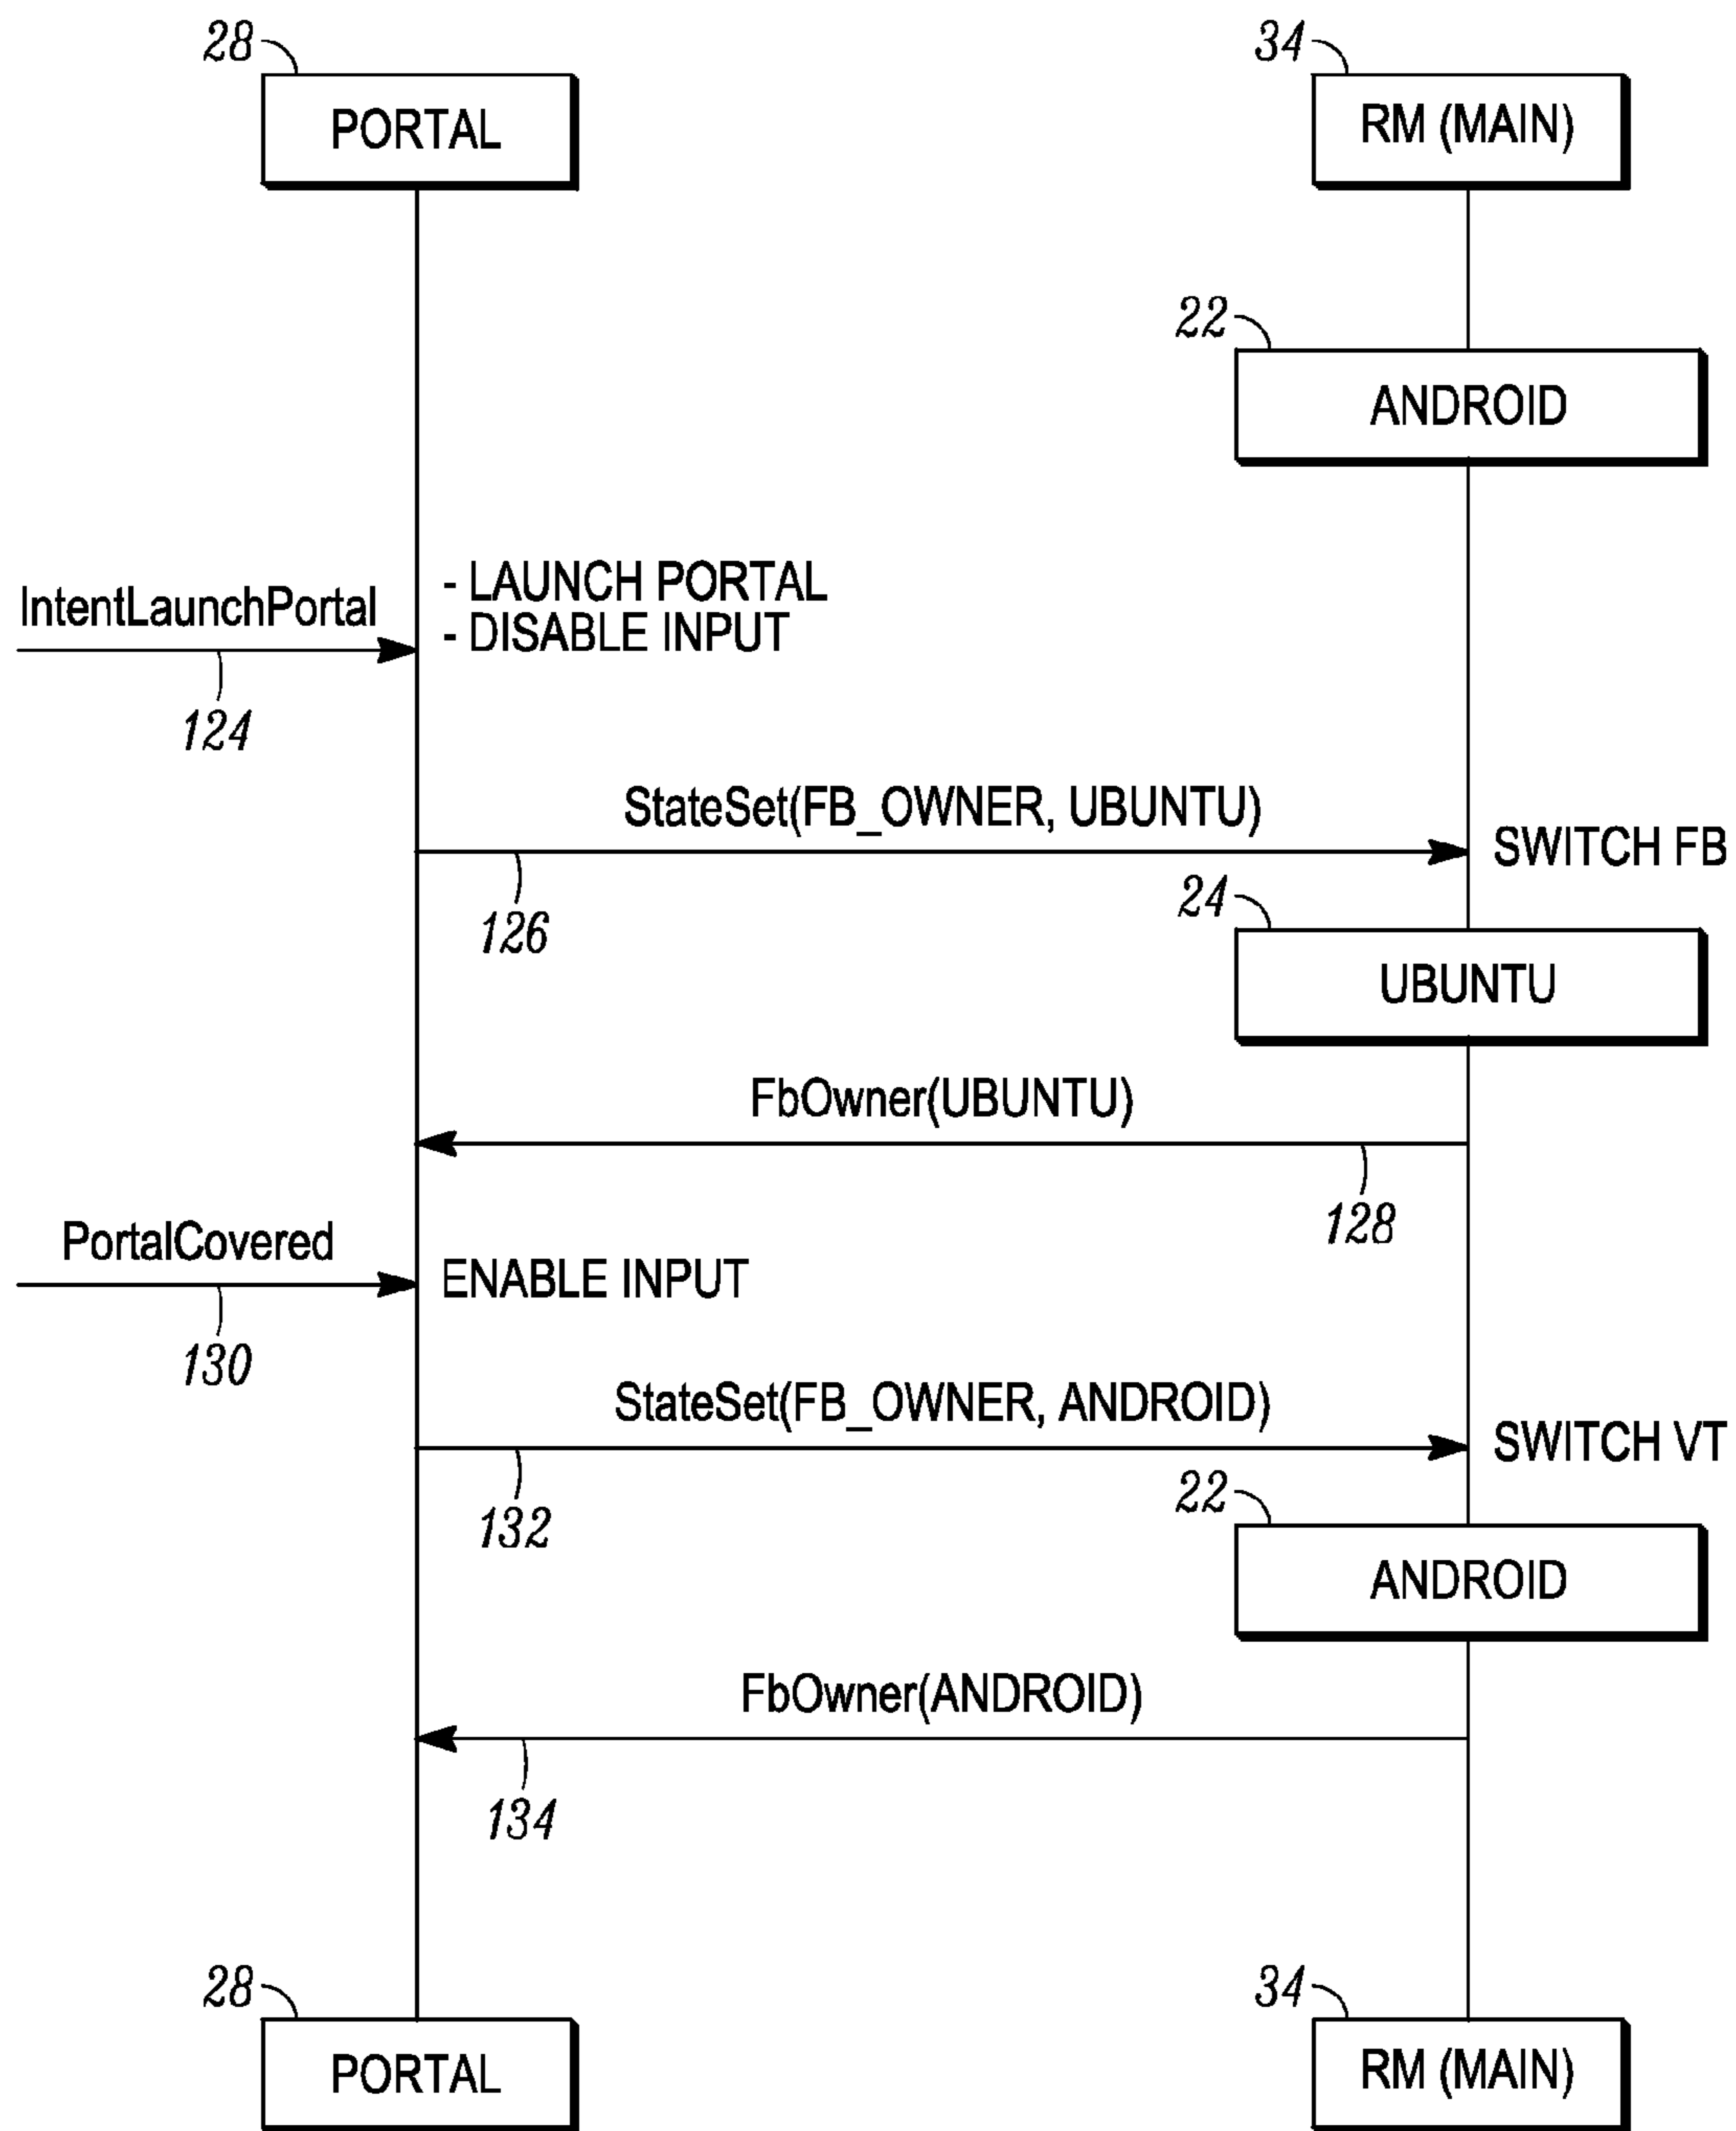 28
PORTAL
34
RM (MAIN)
22
ANDROID
IntentLaunchPortal
- LAUNCH PORTAL
- DISABLE INPUT
124
StateSet(FB_OWNER, UBUNTU)
SWITCH FB
126
24
UBUNTU
FbOwner(UBUNTU)
128
PortalCovered
ENABLE INPUT
130
StateSet(FB_OWNER, ANDROID)
SWITCH VT
132
22
ANDROID
FbOwner(ANDROID)
134
28
PORTAL
34
RM (MAIN)